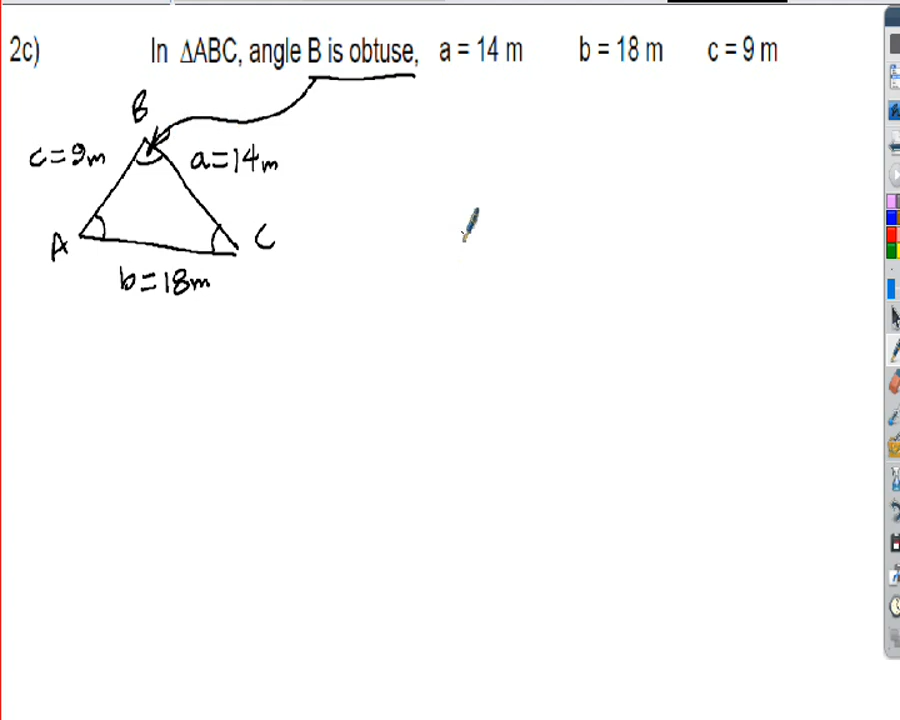 2c) In ΔABC, angle B is obtuse, a = 14 m b = 18 m c = 9 m
B
c = 9m a = 14m
A C
b = 18m